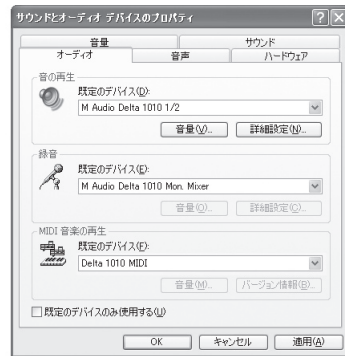 サウンドとオーディオ デバイスのプロパティ
音量 サウンド
オーディオ 音声 ハードウェア
音の再生
既定のデバイス(D):
M Audio Delta 1010 1/2
音量(V)... 詳細設定(N)...
録音
既定のデバイス(E):
M Audio Delta 1010 Mon. Mixer
音量(O)... 詳細設定(C)...
MIDI 音楽の再生
既定のデバイス(F):
Delta 1010 MIDI
音量(M)... バージョン情報(B)...
既定のデバイスのみ使用する(U)
OK キャンセル 適用(A)